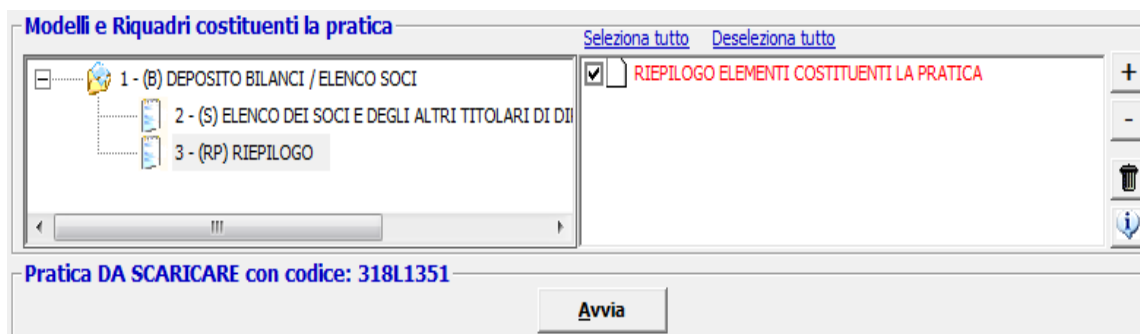 Modelli e Riquadri costituenti la pratica
Seleziona tutto Deseleziona tutto
1 - (B) DEPOSITO BILANCI / ELENCO SOCI
2 - (S) ELENCO DEI SOCI E DEGLI ALTRI TITOLARI DI
3 - (RP) RIEPILOGO
RIEPILOGO ELEMENTI COSTITUENTI LA PRATICA
+
-
Pratica DA SCARICARE con codice: 318L1351
Avvia